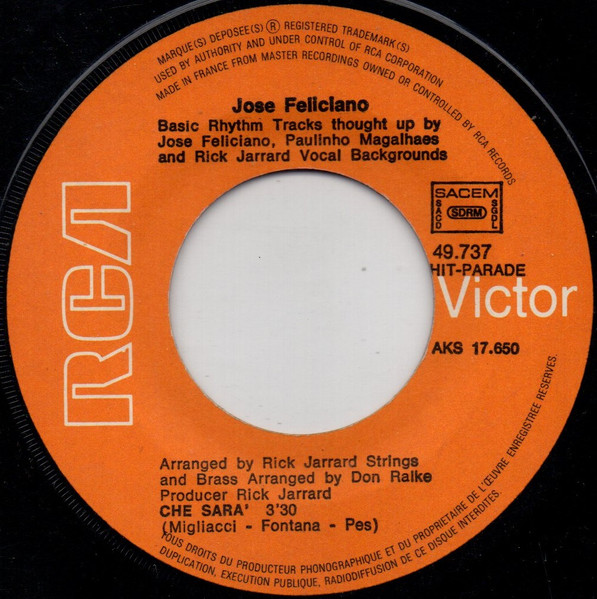 MARQUE(S) DEPOSEE(S) ® REGISTERED TRADEMARK(S)
USED BY AUTHORITY AND UNDER CONTROL OF RCA CORPORATION
MADE IN FRANCE FROM MASTER RECORDINGS OWNED OR CONTROLLED BY RCA RECORDS
Jose Feliciano
Basic Rhythm Tracks thought up by
Jose Feliciano, Paulinho Magalhaes
and Rick Jarrard Vocal Backgrounds
RCA
SACEM
SACD SDRM SGDL
49.737
HIT-PARADE
Victor
AKS 17.650
Arranged by Rick Jarrard Strings
and Brass Arranged by Don Ralke
Producer Rick Jarrard
CHE SARA' 3'30
(Migliacci - Fontana - Pes)
TOUS DROITS DU PRODUCTEUR PHONOGRAPHIQUE ET DU PROPRIETAIRE DE L'ŒUVRE ENREGISTREE RESERVES.
DUPLICATION, EXECUTION PUBLIQUE, RADIODIFFUSION DE CE DISQUE INTERDITES.